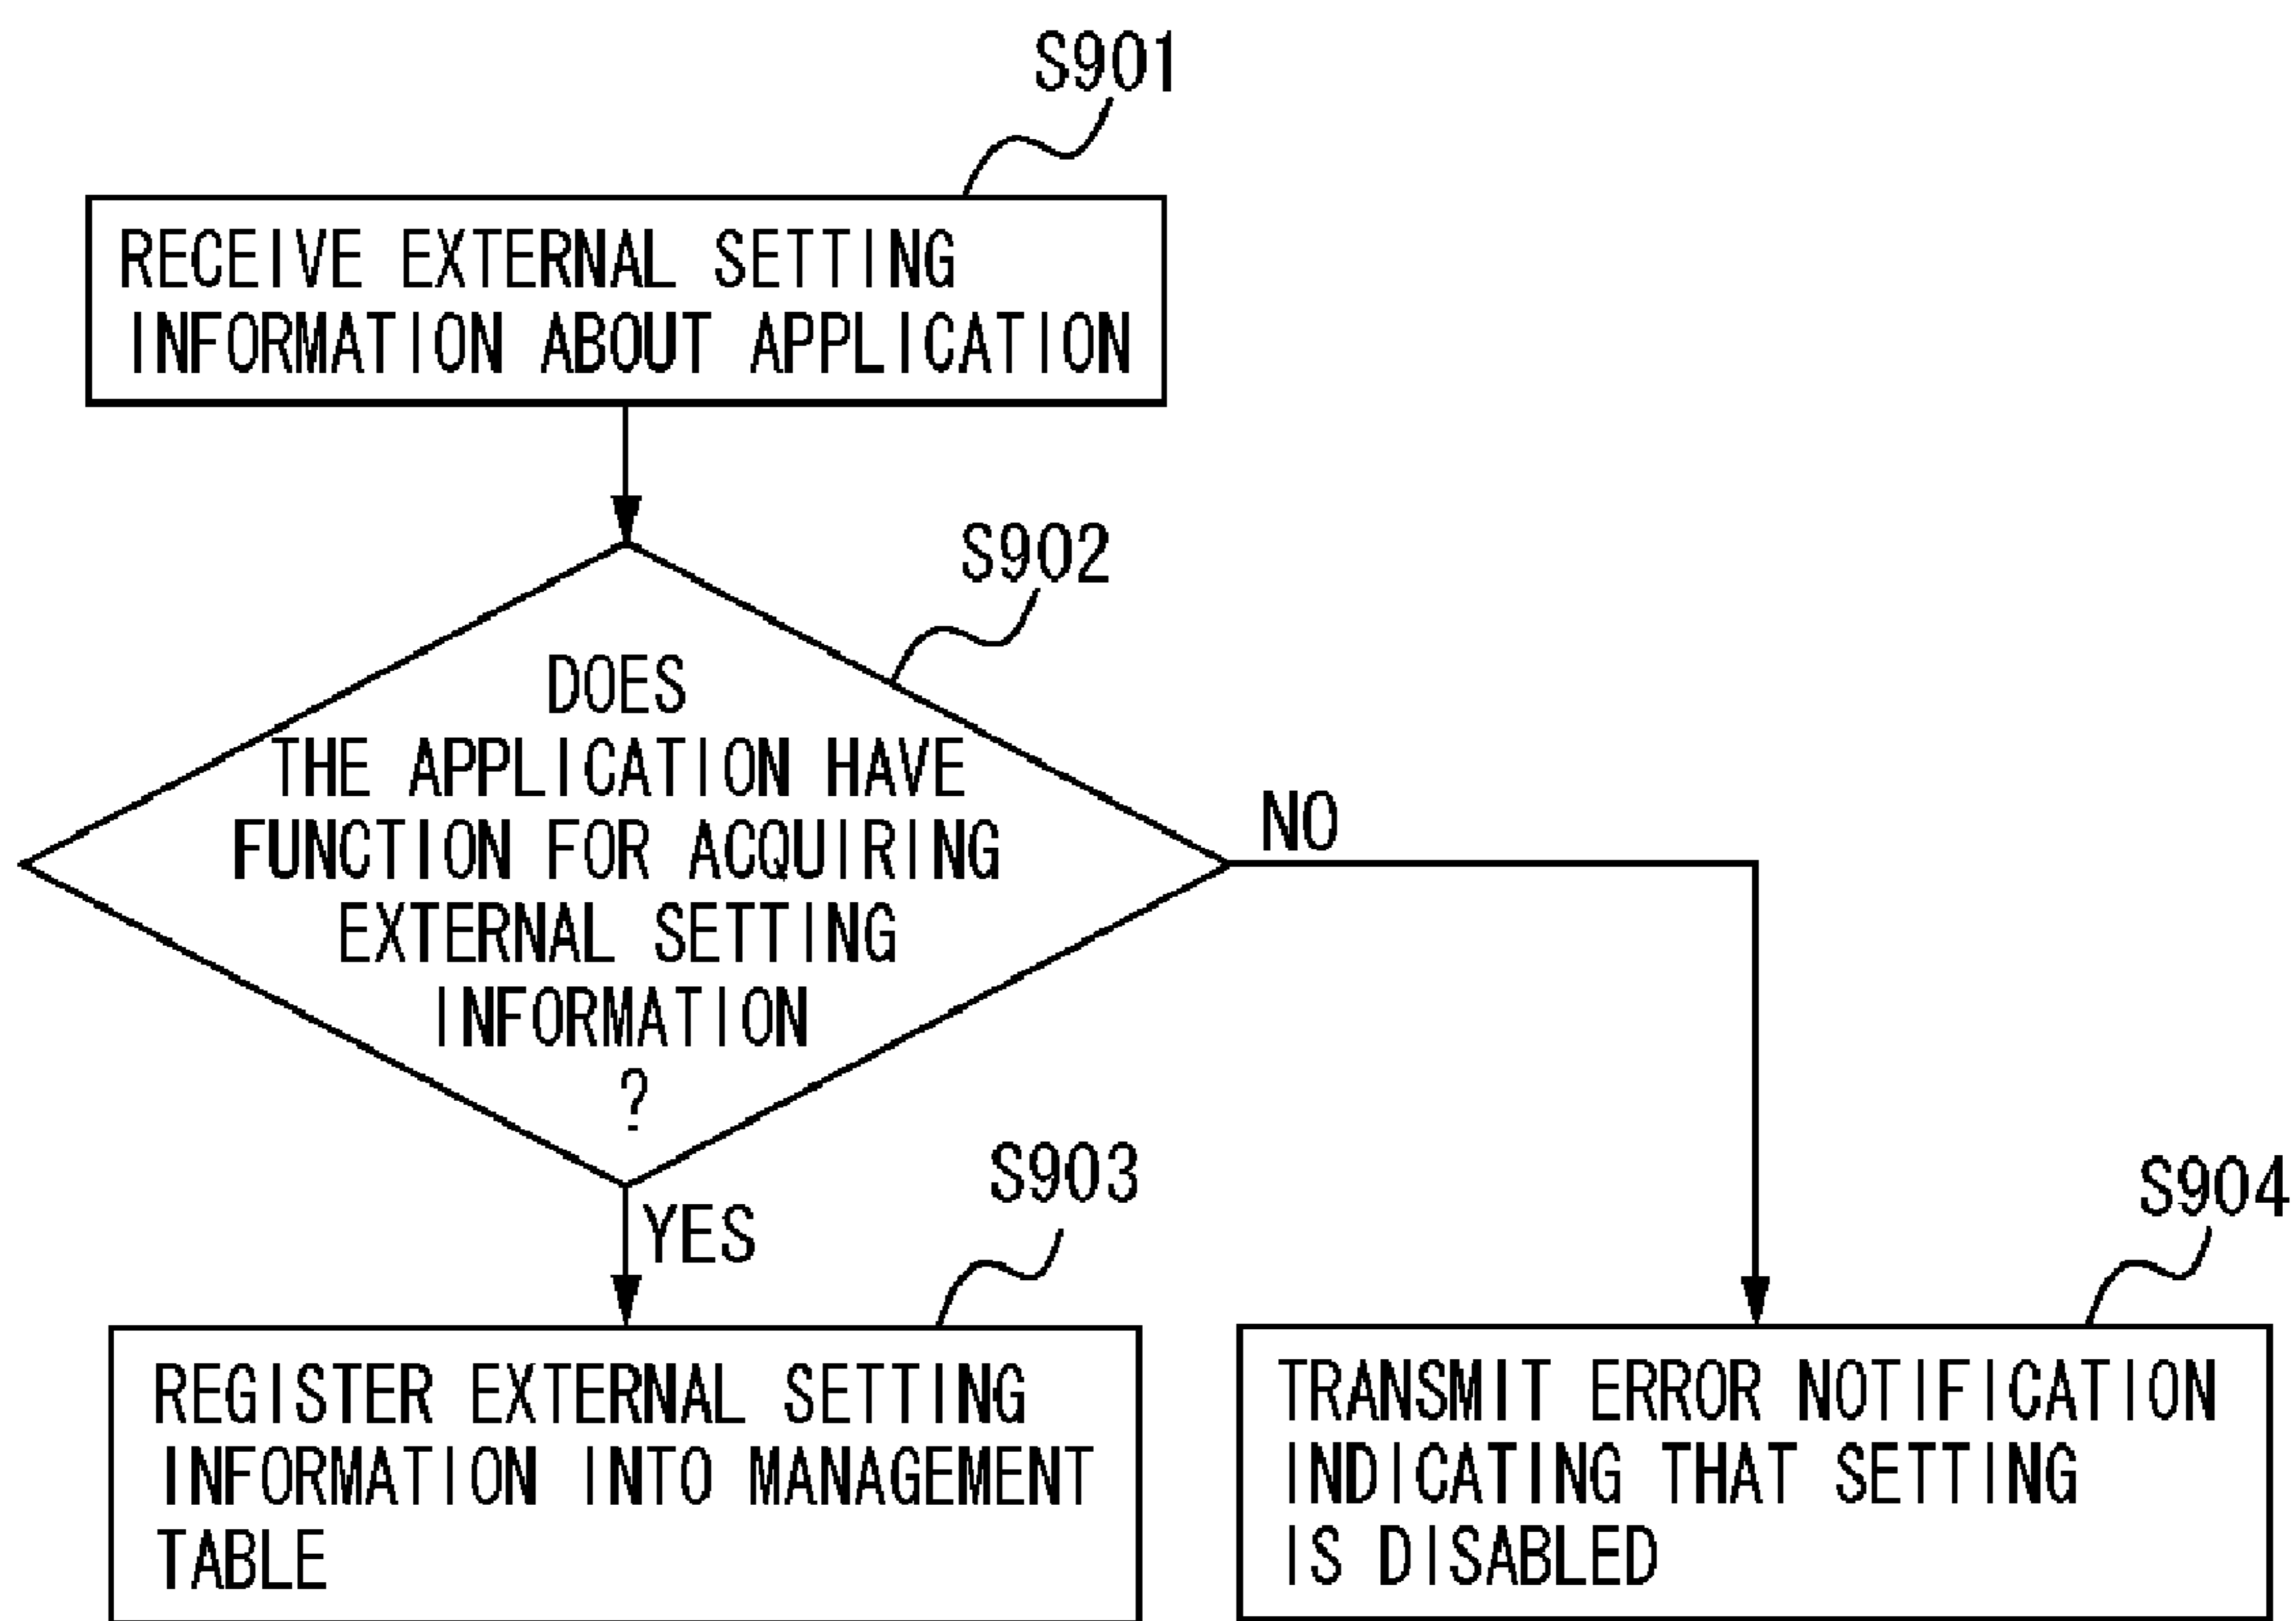 S901
RECEIVE EXTERNAL SETTING
INFORMATION ABOUT APPLICATION
S902
DOES
THE APPLICATION HAVE
FUNCTION FOR ACQUIRING
EXTERNAL SETTING
INFORMATION
?
NO
YES
S903
REGISTER EXTERNAL SETTING
INFORMATION INTO MANAGEMENT
TABLE
S904
TRANSMIT ERROR NOTIFICATION
INDICATING THAT SETTING
IS DISABLED